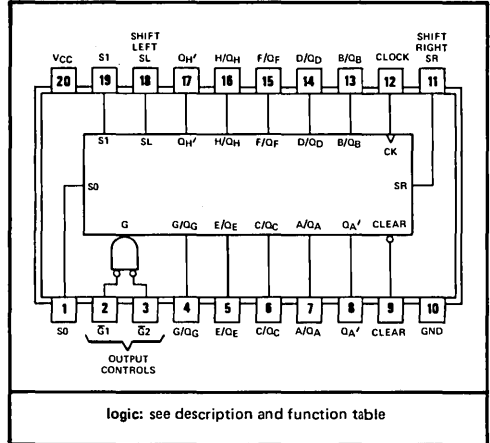 SHIFT SHIFT
LEFT RIGHT
VCC S1 SL QH' H/QH F/QF D/QD B/QB CLOCK SR
20 19 18 17 16 15 14 13 12 11
S1 SL QH' H/QH F/QF D/QD B/QB CK
S0 SR
G G/QG E/QE C/QC A/QA QA' CLEAR
1 2 3 4 5 6 7 8 9 10
S0 G̅1 G̅2 G/QG E/QE C/QC A/QA QA' CLEAR GND
OUTPUT
CONTROLS
logic: see description and function table